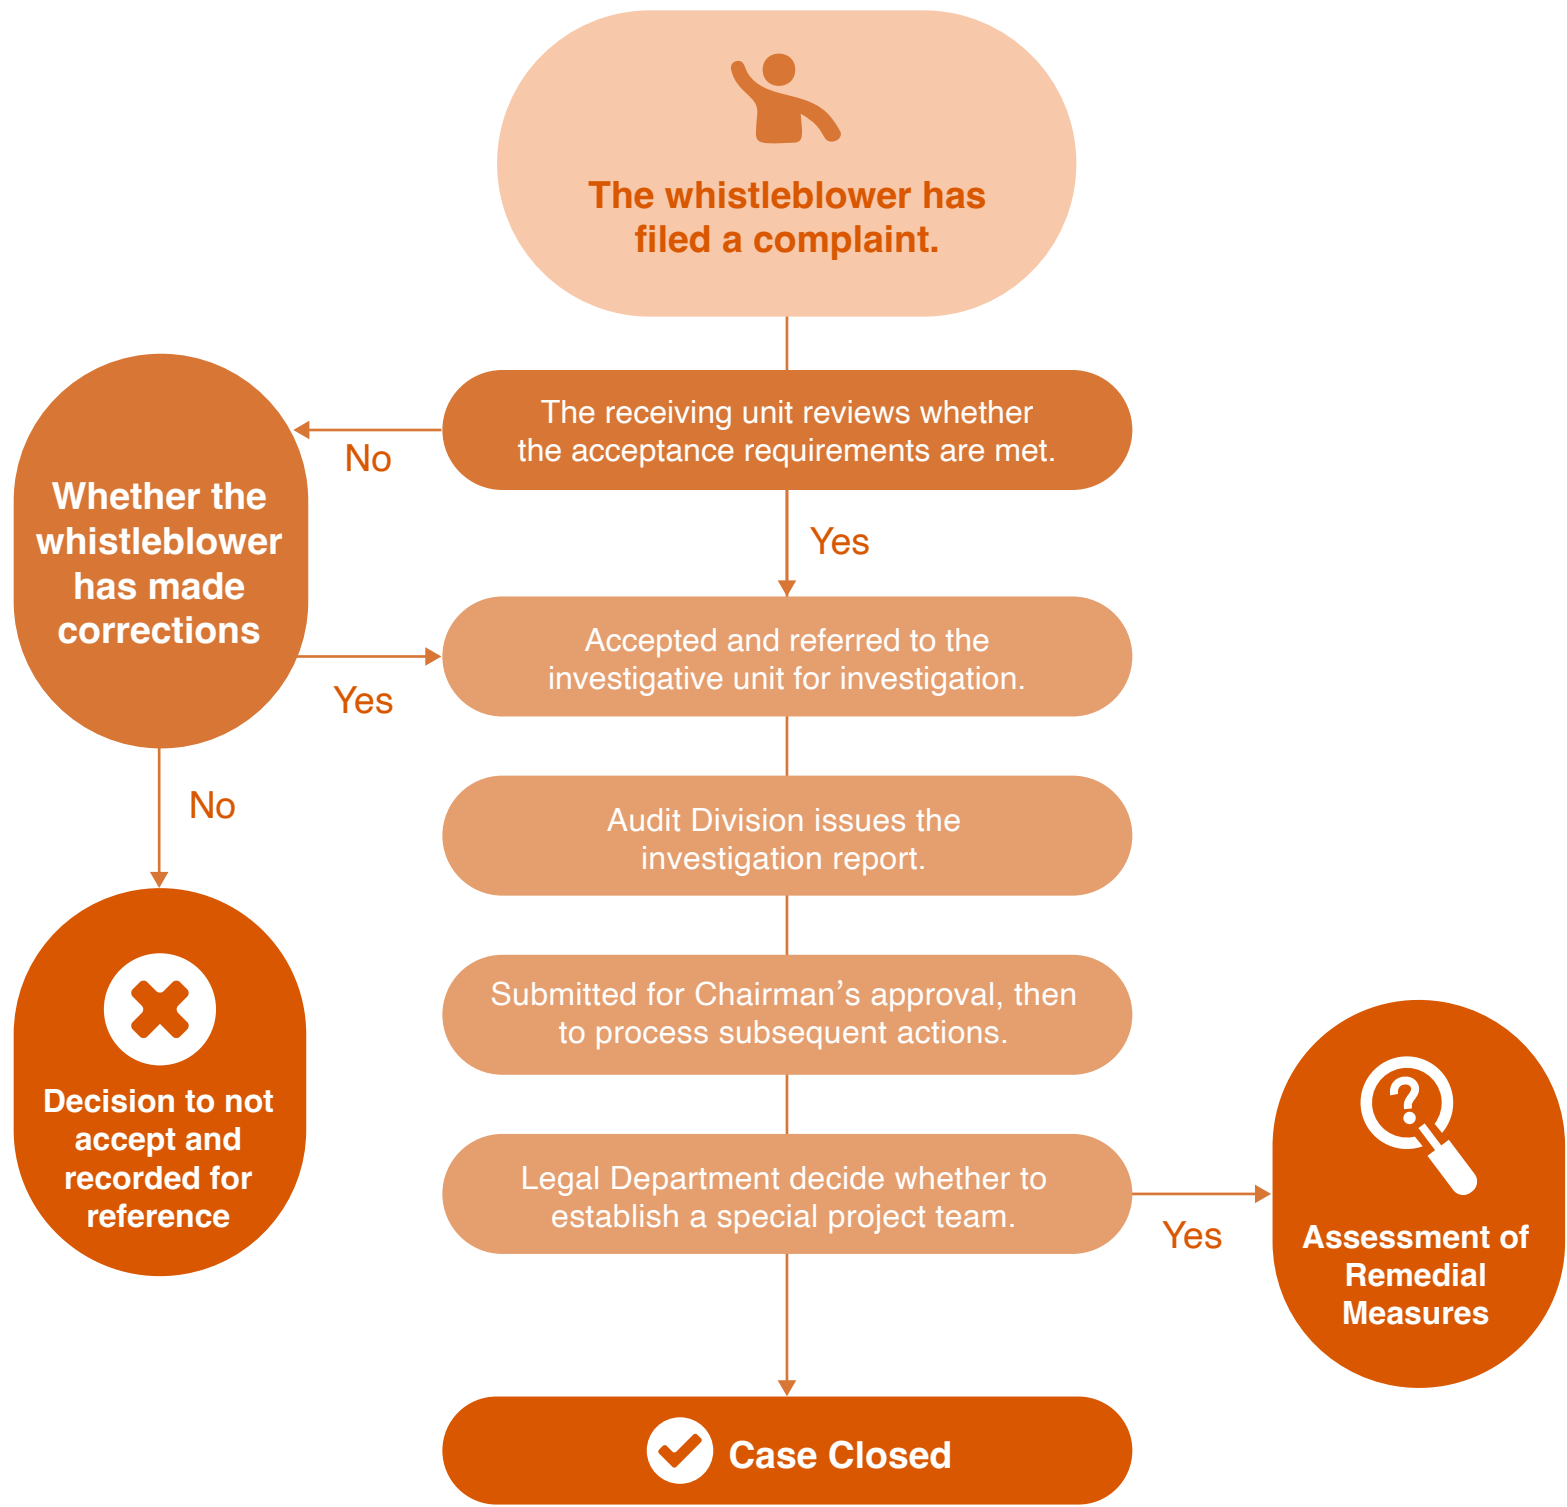 The whistleblower has
filed a complaint.
The receiving unit reviews whether
the acceptance requirements are met.
No
Yes
Whether the
whistleblower
has made
corrections
Yes
No
Accepted and referred to the
investigative unit for investigation.
Audit Division issues the
investigation report.
Submitted for Chairman’s approval, then
to process subsequent actions.
Legal Department decide whether to
establish a special project team.
Yes
Decision to not
accept and
recorded for
reference
?
Assessment of
Remedial
Measures
Case Closed